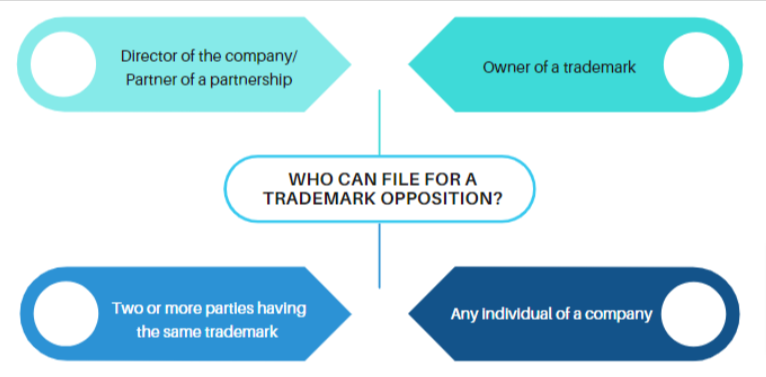 Director of the company/
Partner of a partnership
Owner of a trademark
WHO CAN FILE FOR A
TRADEMARK OPPOSITION?
Two or more parties having
the same trademark
Any individual of a company